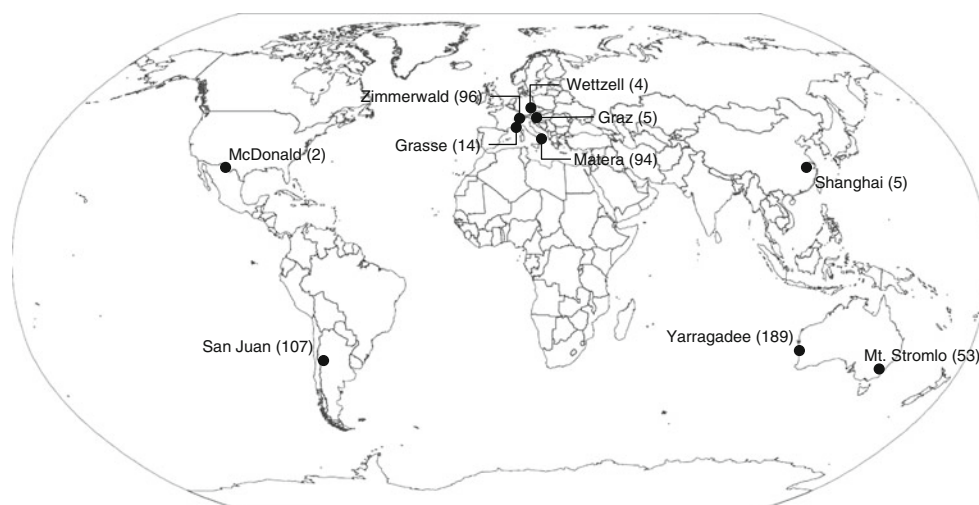 Wettzell (4)
Zimmerwald (96)
Graz (5)
Grasse (14)
McDonald (2)
Matera (94)
Shanghai (5)
Yarragadee (189)
San Juan (107)
Mt. Stromlo (53)